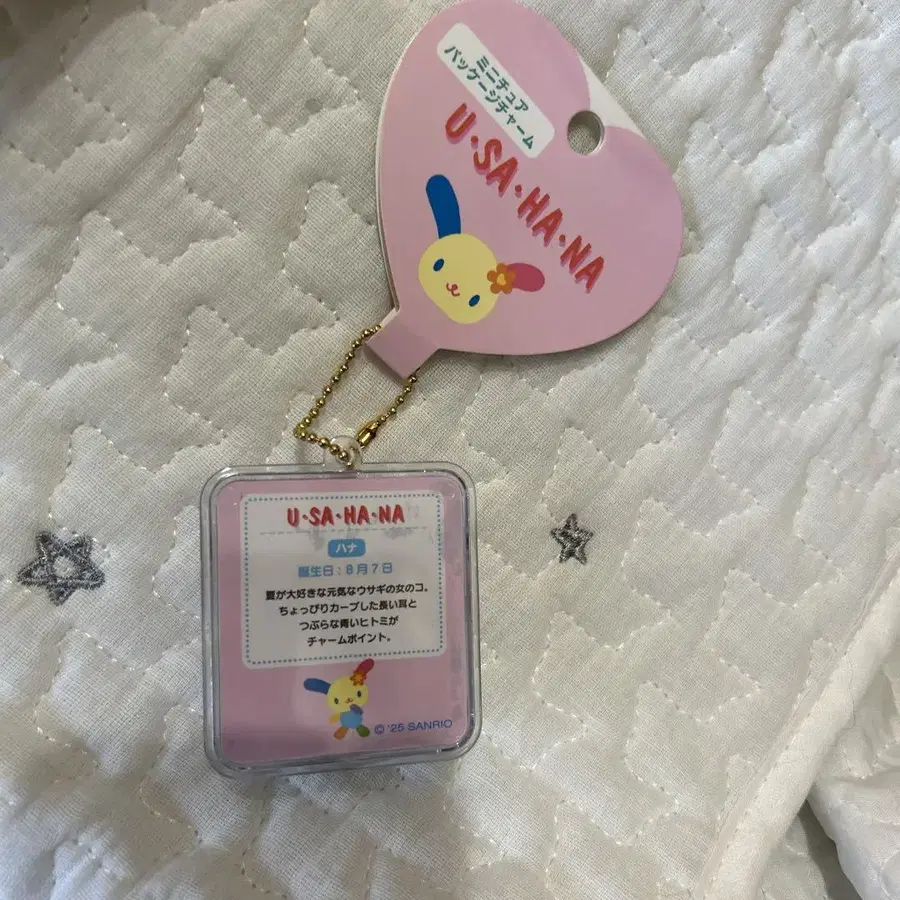 ミニチュア
パッケージチャーム
U・SA・HA・NA
U・SA・HA・NA
ハナ
誕生日：8月7日
夏が大好きな元気なウサギの女のコ。
ちょっぴりカーブした長い耳と
つぶらな青いヒトミが
チャームポイント。
© '25 SANRIO